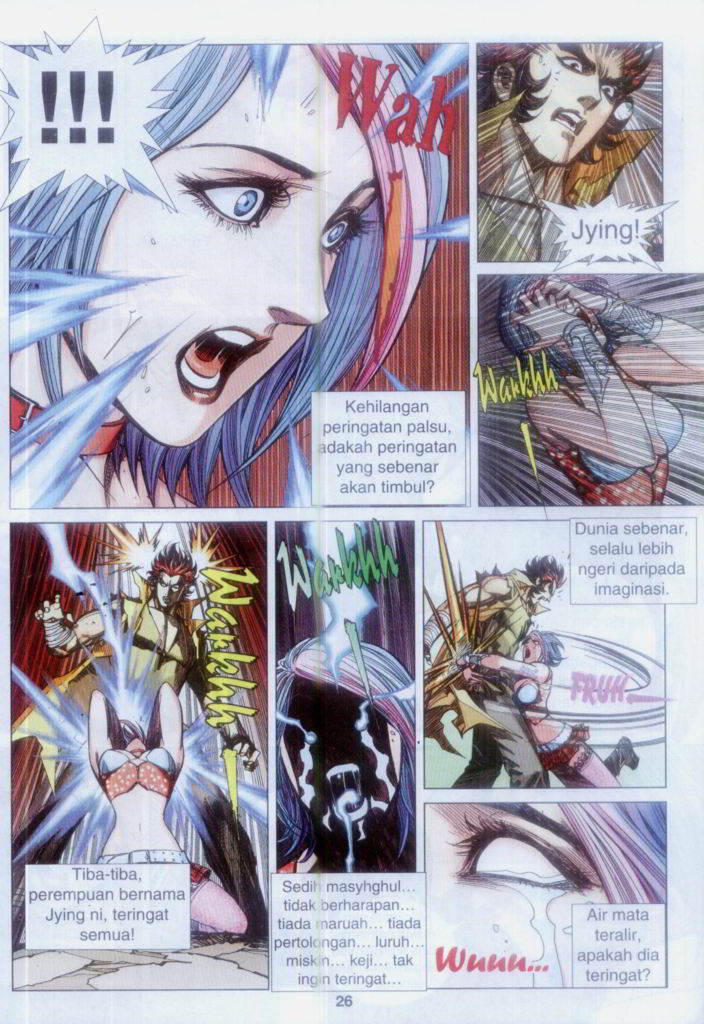 !!!
Wah
Jying!
Kehilangan
peringatan palsu,
adakah peringatan
yang sebenar
akan timbul?
Warkhh
Warkhh
Tiba-tiba,
perempuan bernama
Jying ni, teringat
semua!
Warkhh
Sedih masyhghul...
tidak berharapan...
tiada maruah... tiada
pertolongan... luruh...
miskin... keji... tak
ingin teringat...
Dunia sebenar,
selalu lebih
ngeri daripada
imaginasi.
FRUH...
Air mata
teralir,
apakah dia
teringat?
Wuuu...
26